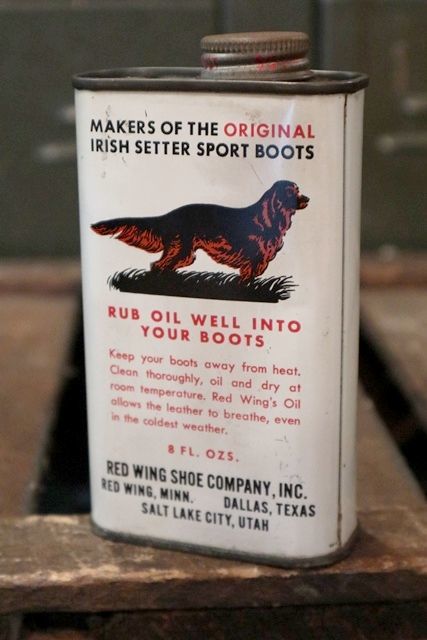 MAKERS OF THE ORIGINAL
IRISH SETTER SPORT BOOTS
RUB OIL WELL INTO
YOUR BOOTS
Keep your boots away from heat.
Clean thoroughly, oil and dry at
room temperature. Red Wing's Oil
allows the leather to breathe, even
in the coldest weather.
8 FL. OZS.
RED WING SHOE COMPANY, INC.
RED WING, MINN. DALLAS, TEXAS
SALT LAKE CITY, UTAH